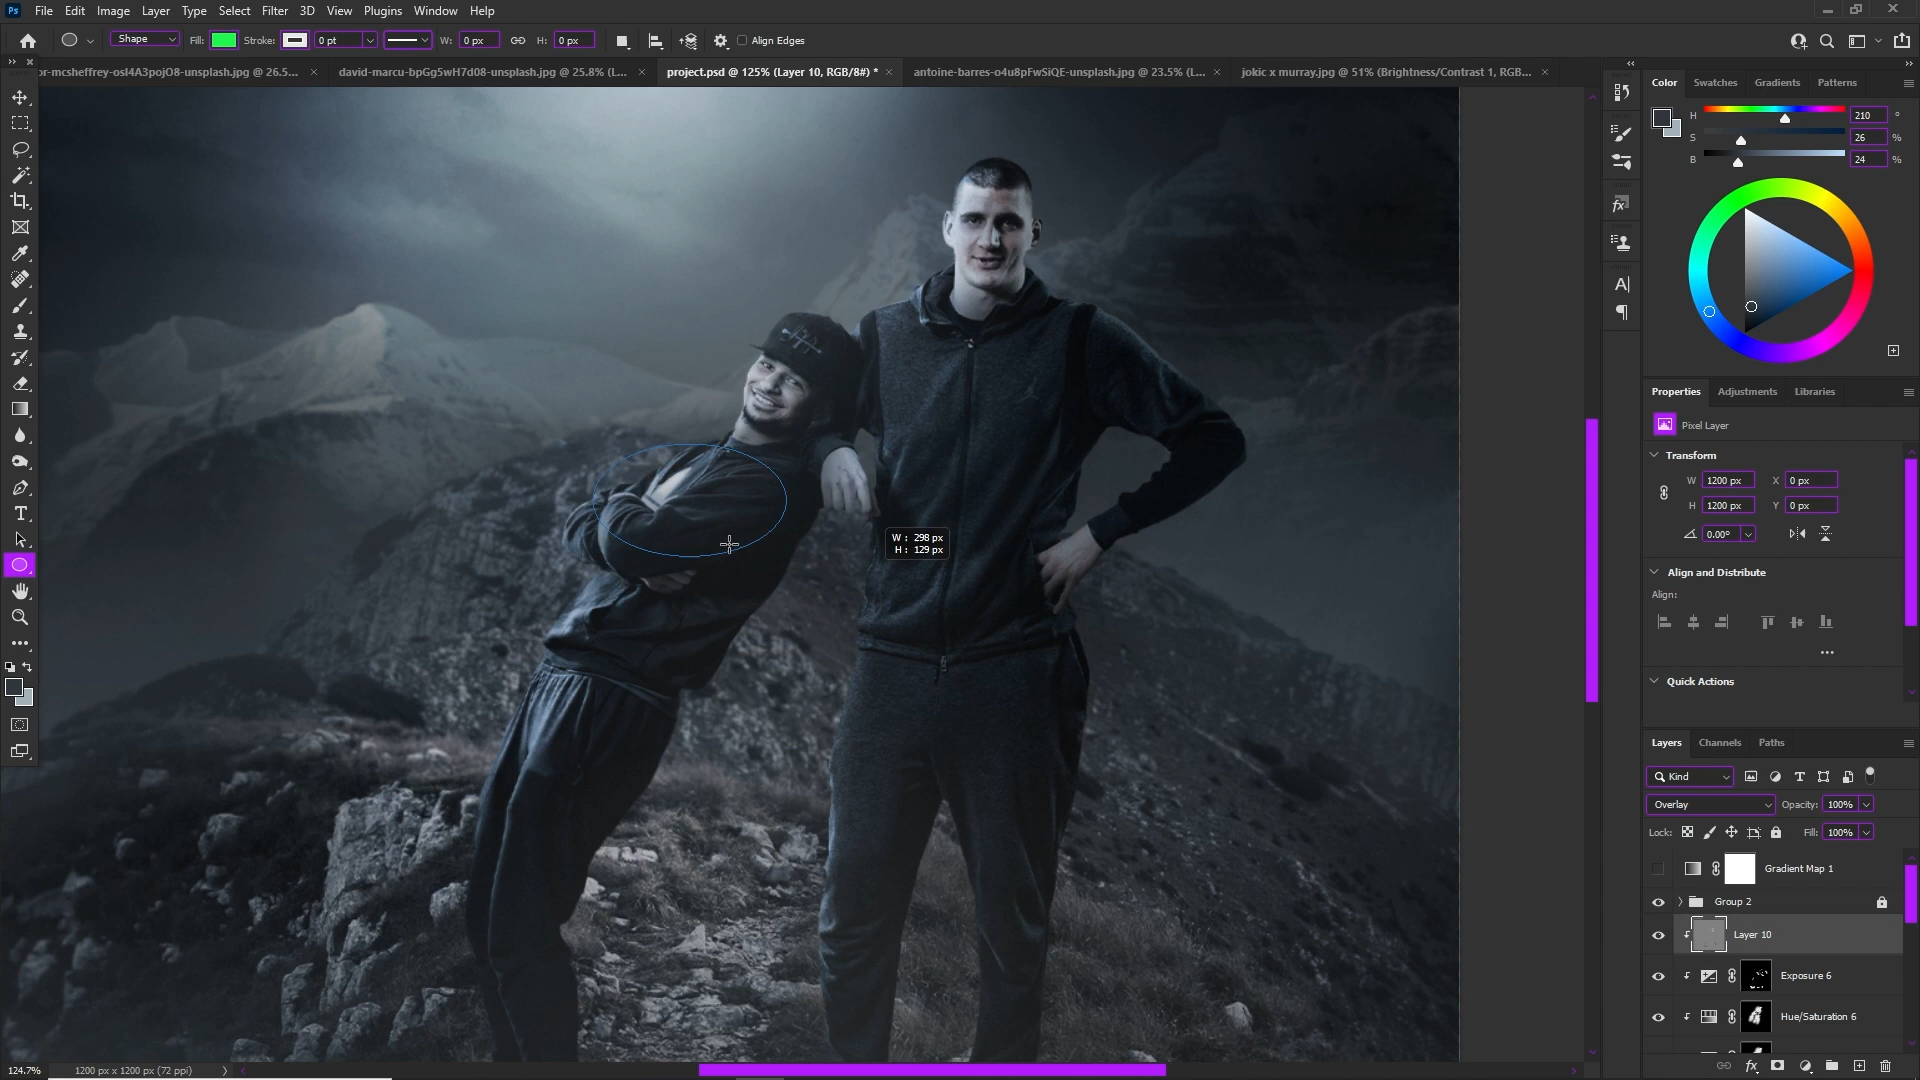 Ps File Edit Image Layer Type Select Filter 3D View Plugins Window Help
Shape Fill: Stroke: 0 pt W: 0 px H: 0 px Align Edges
or-mcsheffrey-osI4A3pojO8-unsplash.jpg @ 26.5... david-marcu-bpGg5wH7d08-unsplash.jpg @ 25.8% (L... project.psd @ 125% (Layer 10, RGB/8#) * antoine-barres-o4u8pFwSiQE-unsplash.jpg @ 23.5% (L... jokic x murray.jpg @ 51% (Brightness/Contrast 1, RGB...
Color Swatches Gradients Patterns
H 210 °
S 26 %
B 24 %
Properties Adjustments Libraries
Pixel Layer
Transform
W 1200 px X 0 px
H 1200 px Y 0 px
0.00°
Align and Distribute
Align:
Quick Actions
W : 298 px
H : 129 px
Layers Channels Paths
Kind
Overlay Opacity: 100%
Lock: Fill: 100%
Gradient Map 1
Group 2
Layer 10
Exposure 6
Hue/Saturation 6
124.7% 1200 px x 1200 px (72 ppi)